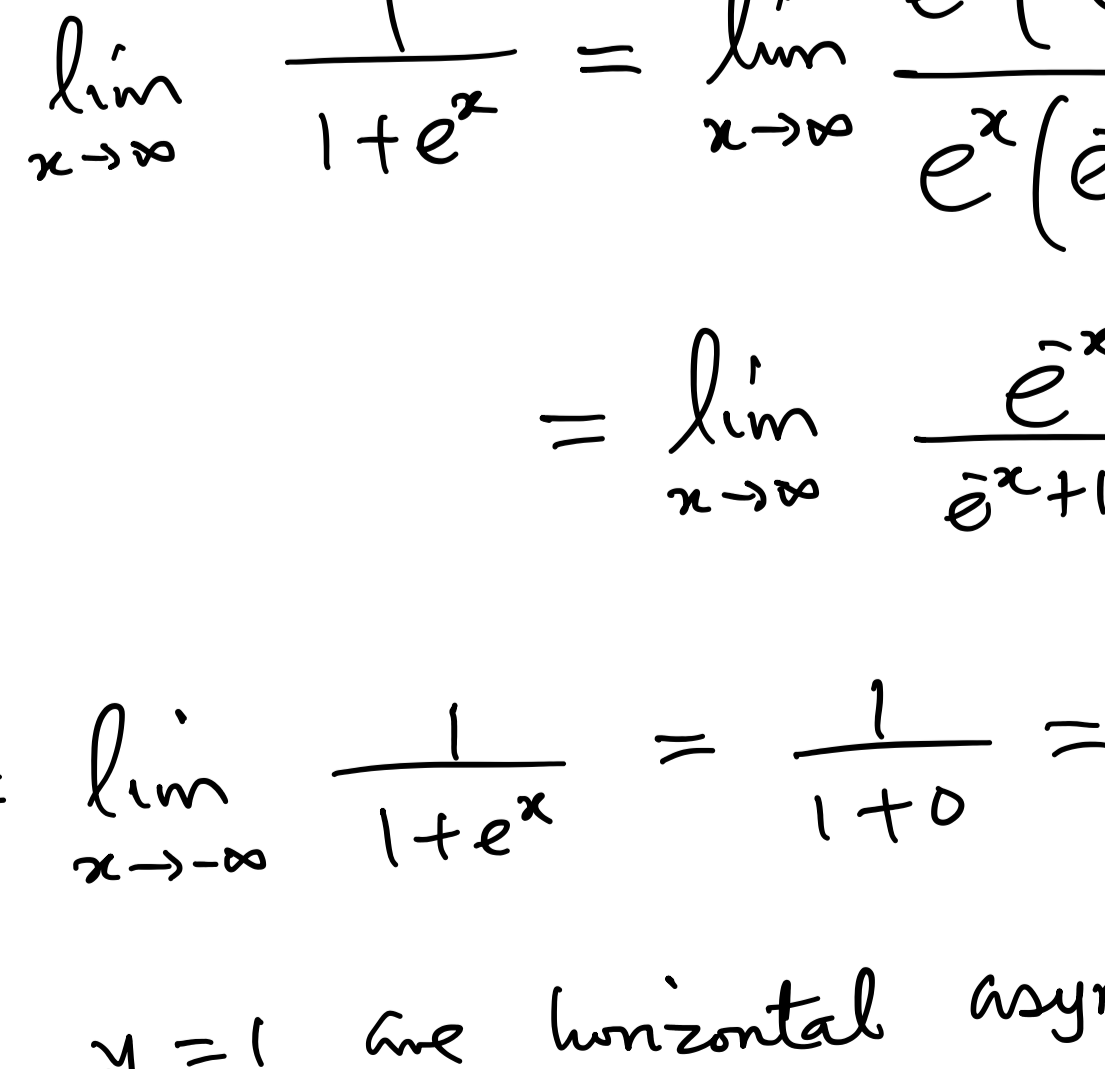 lim x→∞ 1/(1+e^x) = lim x→∞ e^x(e
= lim x→∞ e^-x/(e^-x+1
lim x→-∞ 1/(1+e^x) = 1/(1+0) =
y=1 are horizontal asy